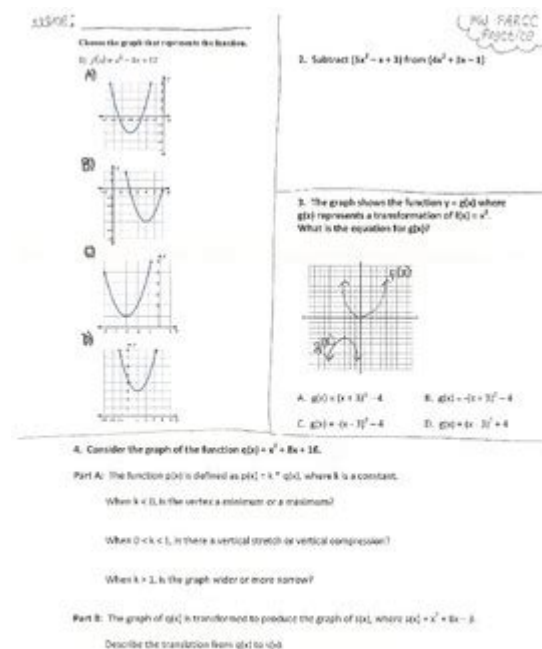 NAME:
HW PARCC
Practice
Choose the graph that represents the function.
A)
B)
C)
D)
2. Subtract (5x² – x + 3) from (4x² + 3x – 1)
3. The graph shows the function y = g(x) where
g(x) represents a transformation of f(x) = x².
What is the equation for g(x)?
f(x)
g(x)
A. g(x) = (x + 3)² - 4
B. g(x) = -(x + 3)² – 4
C. g(x) = -(x - 3)² – 4
D. g(x) = (x - 3)² + 4
4. Consider the graph of the function q(x) = x² + 8x + 16.
Part A: The function p(x) is defined as p(x) = k * q(x), where k is a constant.
When k < 0, is the vertex a minimum or a maximum?
When 0 < k < 1, is there a vertical stretch or vertical compression?
When k > 1, is the graph wider or more narrow?
Part B: The graph of q(x) is transformed to produce the graph of s(x), where s(x) = x² + 8x –
Describe the translation from q(x) to s(x)